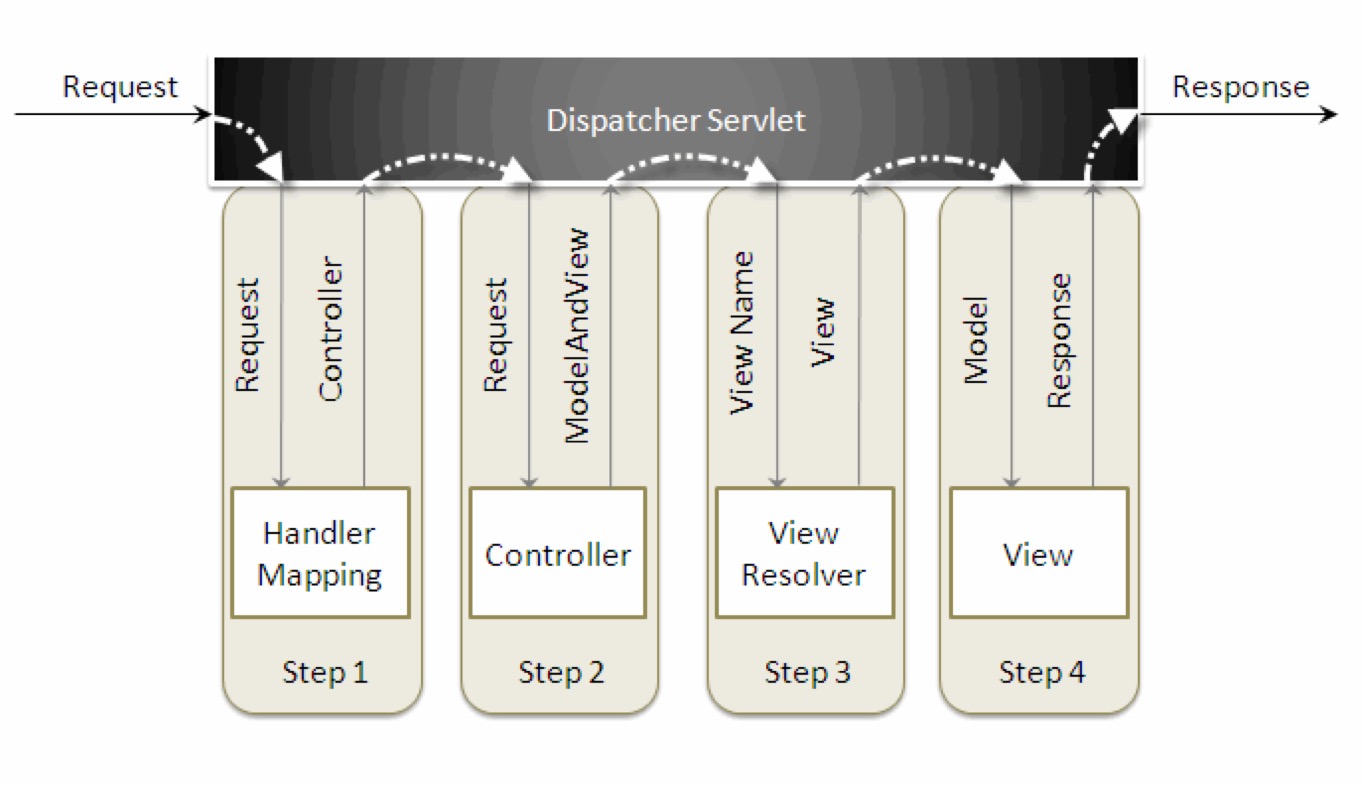 Request
Dispatcher Servlet
Response
Request
Controller
Request
ModelAndView
View Name
View
Model
Response
Handler
Mapping
Controller
View
Resolver
View
Step 1
Step 2
Step 3
Step 4